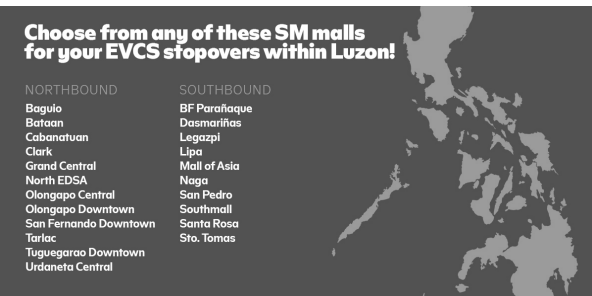 Choose from any of these SM malls
for your EVCS stopovers within Luzon!
NORTHBOUND
Baguio
Bataan
Cabanatuan
Clark
Grand Central
North EDSA
Olongapo Central
Olongapo Downtown
San Fernando Downtown
Tarlac
Tuguegarao Downtown
Urdaneta Central
SOUTHBOUND
BF Parañaque
Dasmariñas
Legazpi
Lipa
Mall of Asia
Naga
San Pedro
Southmall
Santa Rosa
Sto. Tomas